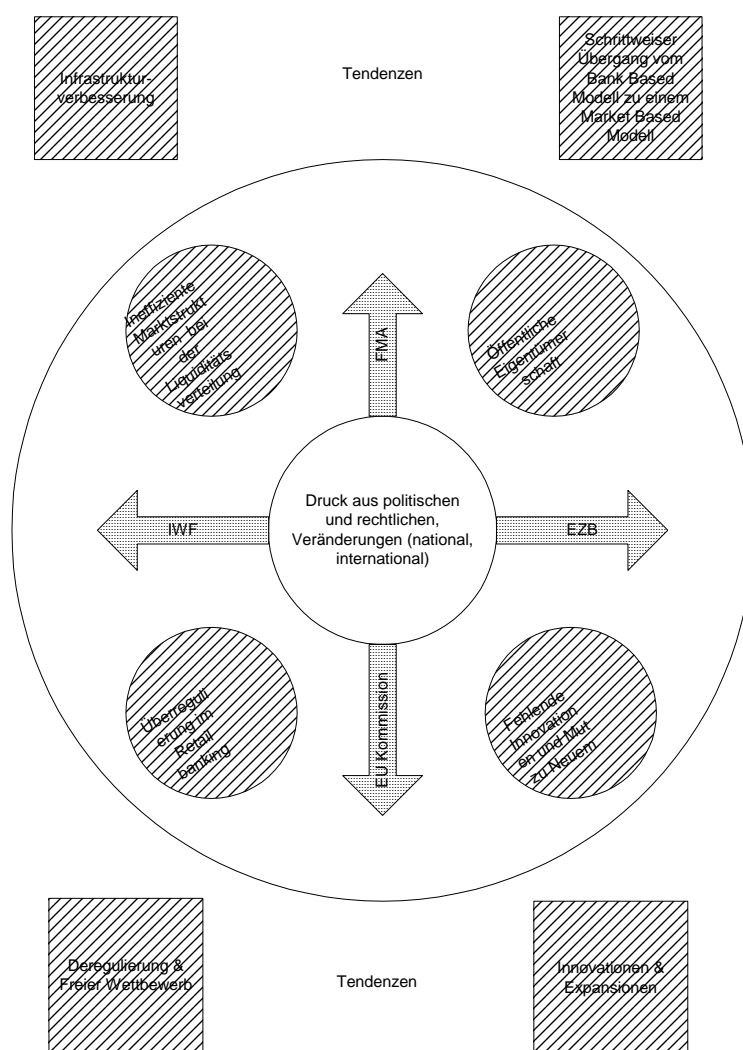 Infrastruktur-
verbesserung
Tendenzen
Schrittweiser
Übergang vom
Bank Based
Modell zu einem
Market Based
Modell
Ineffiziente
Marktstrukt
uren bei
der
Liquiditäts
verteilung
FMA
Öffentliche
Eigentümer
schaft
IWF
Druck aus politischen
und rechtlichen,
Veränderungen (national,
international)
EZB
Überreguli
erung im
Retail
banking
EU Kommission
Fehlende
Innovation
en und Mut
zu Neuem
Deregulierung &
Freier Wettbewerb
Tendenzen
Innovationen &
Expansionen